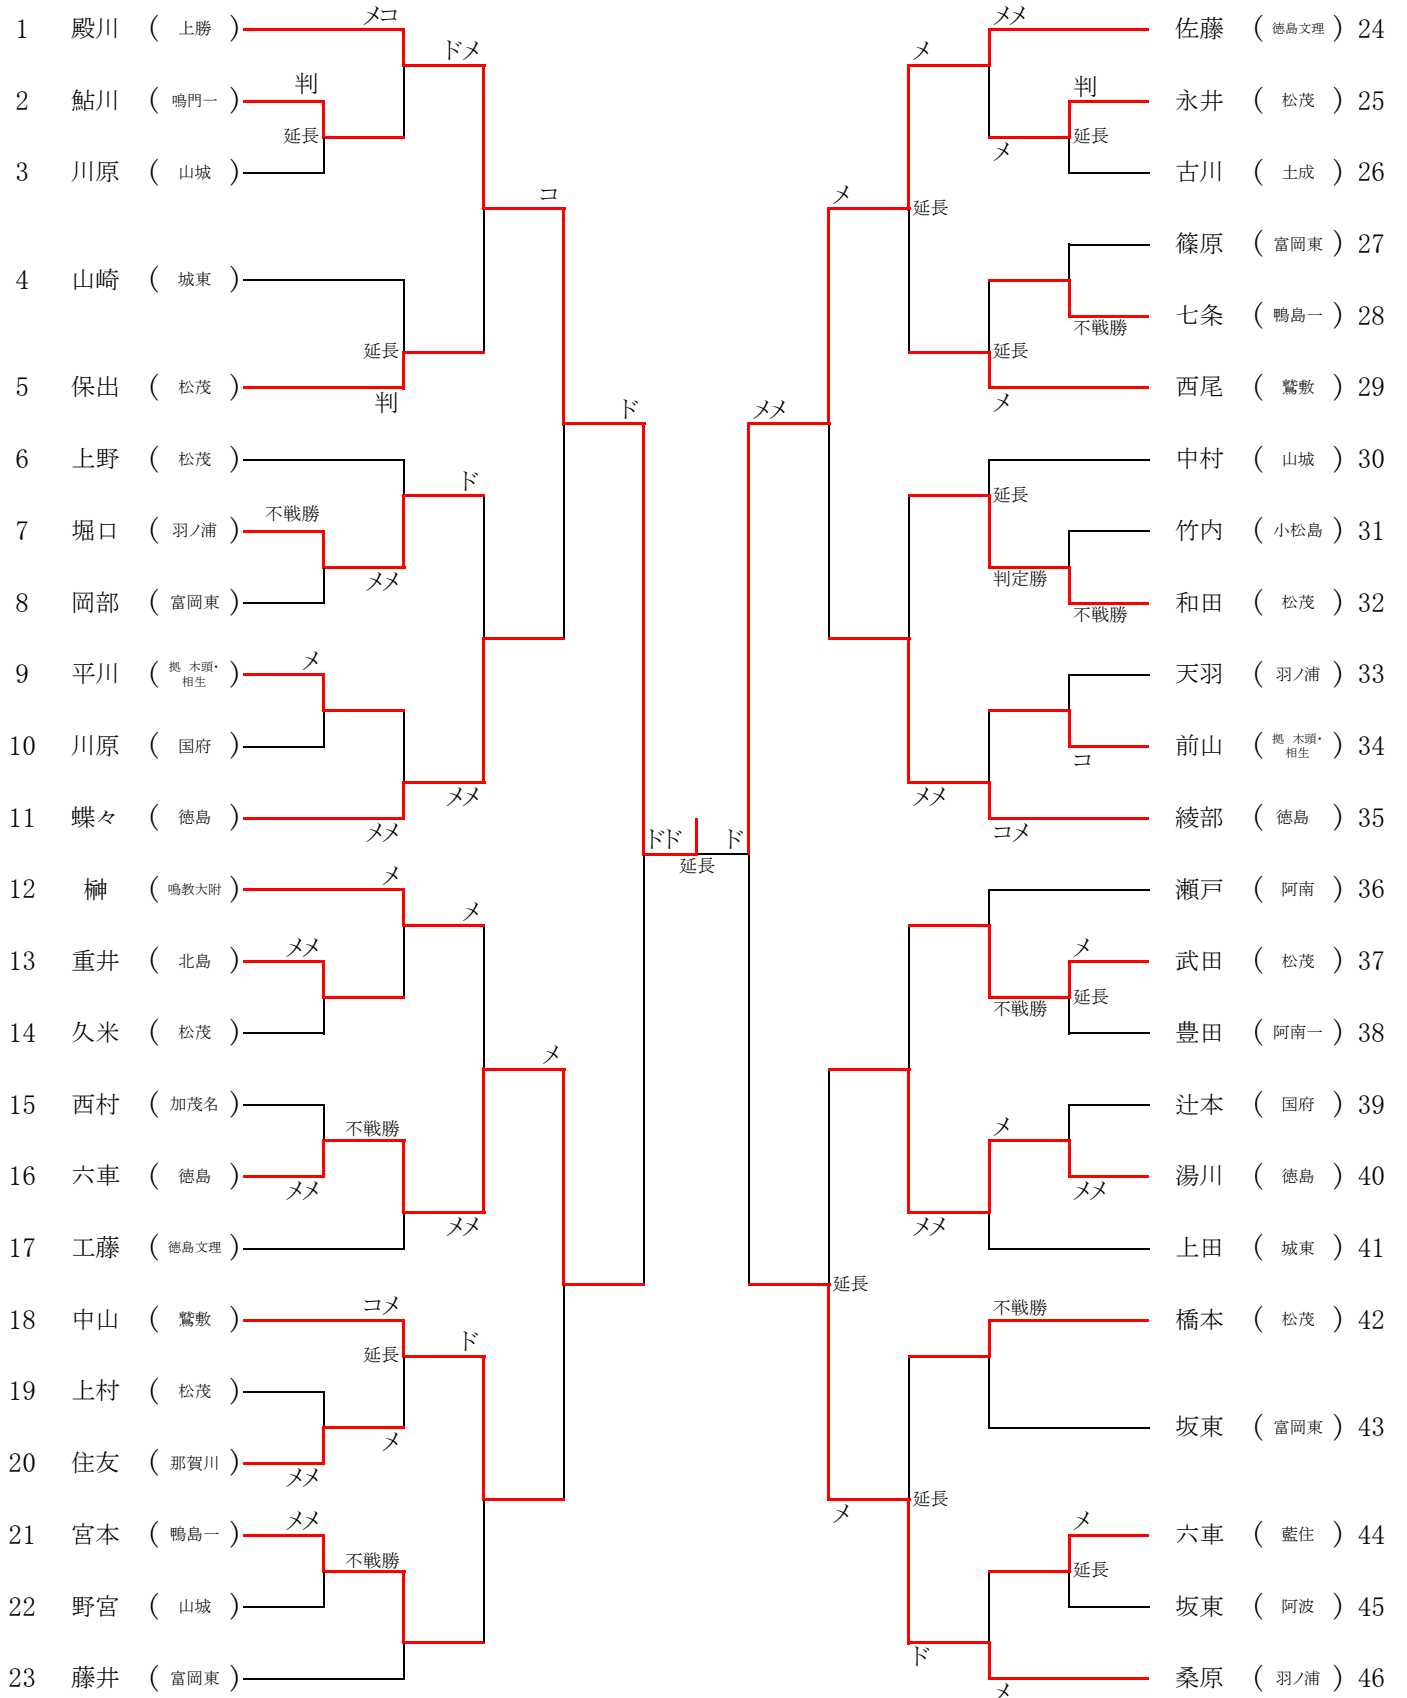 メコ
1 殿川 ( 上勝 )
ドメ
判
2 鮎川 ( 鳴門一 )
延長
3 川原 ( 山城 )
コ
4 山崎 ( 城東 )
延長
5 保出 ( 松茂 )
判
ド
6 上野 ( 松茂 )
ド
不戦勝
7 堀口 ( 羽ノ浦 )
メメ
8 岡部 ( 富岡東 )
メ
9 平川 ( 拠 木頭・相生 )
10 川原 ( 国府 )
メメ
11 蝶々 ( 徳島 )
メメ
ドド
延長
ド
メ
12 榊 ( 鳴教大附 )
メ
メメ
13 重井 ( 北島 )
14 久米 ( 松茂 )
メ
15 西村 ( 加茂名 )
不戦勝
16 六車 ( 徳島 )
メメ
メメ
17 工藤 ( 徳島文理 )
コメ
18 中山 ( 鷲敷 )
ド
延長
19 上村 ( 松茂 )
メ
20 住友 ( 那賀川 )
メメ
メメ
21 宮本 ( 鴨島一 )
不戦勝
22 野宮 ( 山城 )
23 藤井 ( 富岡東 )
メメ
佐藤 ( 徳島文理 ) 24
メ
判
永井 ( 松茂 ) 25
延長
メ
古川 ( 土成 ) 26
メ
延長
篠原 ( 富岡東 ) 27
七条 ( 鴨島一 ) 28
不戦勝
延長
西尾 ( 鷲敷 ) 29
メ
メメ
中村 ( 山城 ) 30
延長
竹内 ( 小松島 ) 31
判定勝
和田 ( 松茂 ) 32
不戦勝
天羽 ( 羽ノ浦 ) 33
前山 ( 拠 木頭・相生 ) 34
コ
メメ
綾部 ( 徳島 ) 35
コメ
瀬戸 ( 阿南 ) 36
メ
武田 ( 松茂 ) 37
不戦勝
延長
豊田 ( 阿南一 ) 38
辻本 ( 国府 ) 39
メ
湯川 ( 徳島 ) 40
メメ
メメ
上田 ( 城東 ) 41
延長
不戦勝
橋本 ( 松茂 ) 42
坂東 ( 富岡東 ) 43
延長
メ
メ
六車 ( 藍住 ) 44
延長
坂東 ( 阿波 ) 45
ド
桑原 ( 羽ノ浦 ) 46
メ